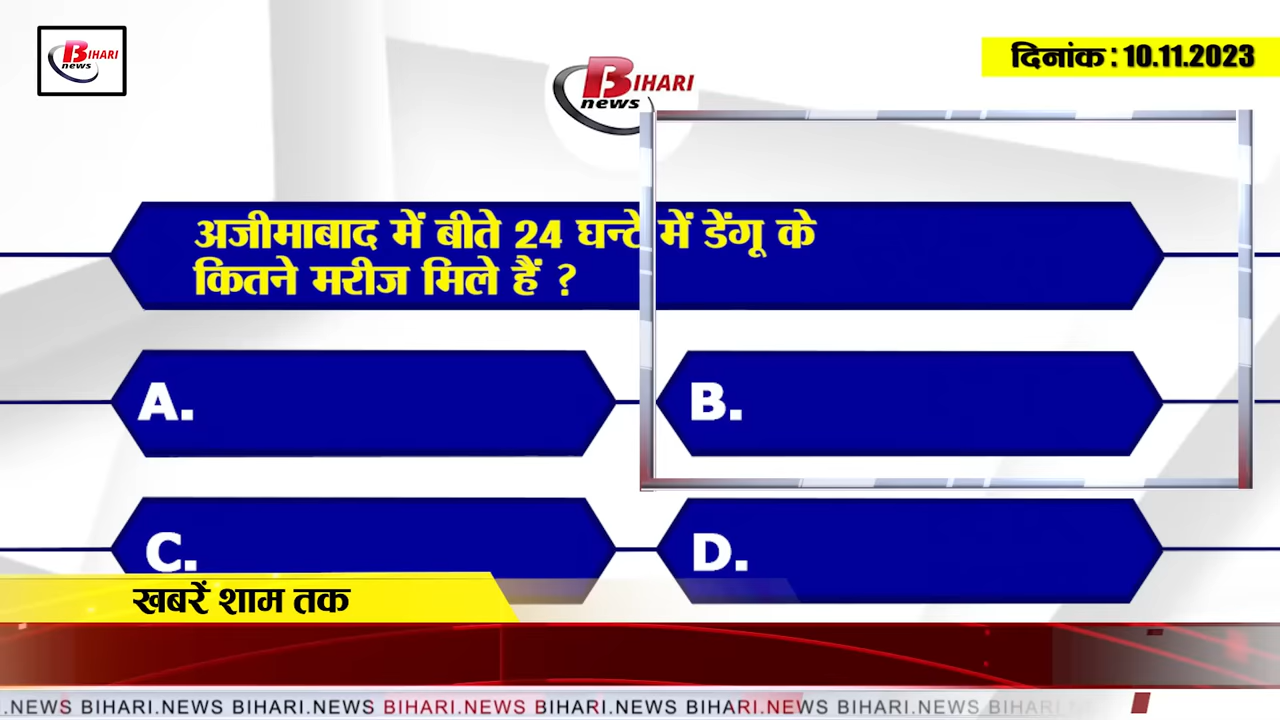 BIHARI
news
दिनांक : 10.11.2023
BIHARI
news
अजीमाबाद में बीते 24 घन्टे में डेंगू के
कितने मरीज मिले हैं ?
A.
B.
C.
D.
खबरें शाम तक
.NEWS BIHARI.NEWS BIHARI.NEWS BIHARI.NEWS BIHARI.NEWS BIHARI.NEWS BIHARI.NEWS BIHARI.NEWS